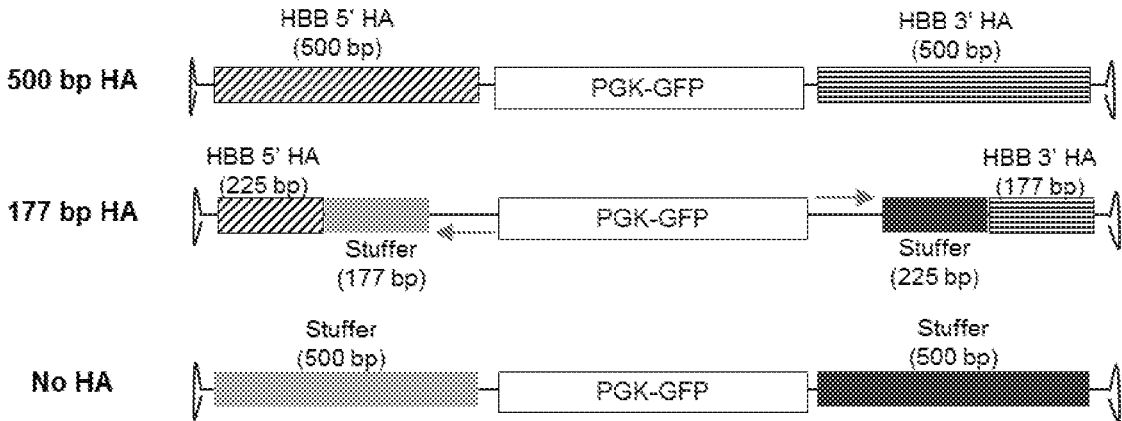 HBB 5' HA
(500 bp)
HBB 3' HA
(500 bp)
500 bp HA
PGK-GFP
HBB 5' HA
(225 bp)
HBB 3' HA
(177 bp)
177 bp HA
PGK-GFP
Stuffer
(177 bp)
Stuffer
(225 bp)
Stuffer
(500 bp)
Stuffer
(500 bp)
No HA
PGK-GFP